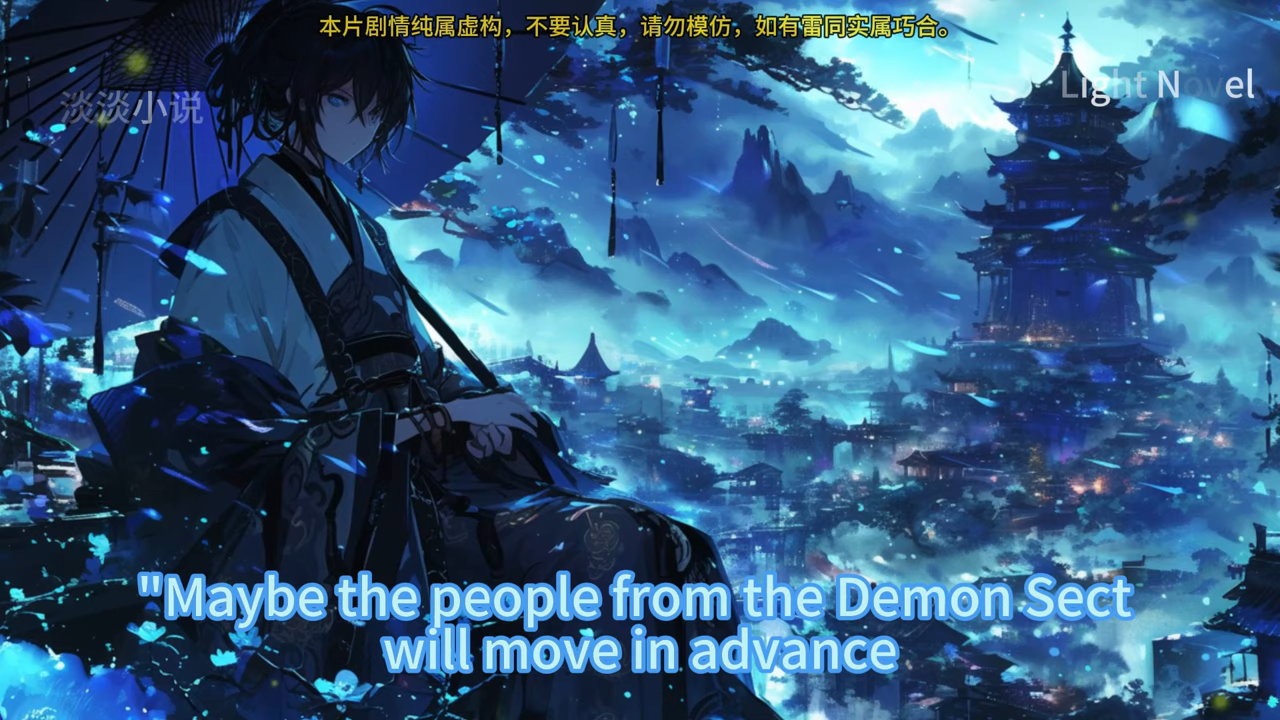 本片剧情纯属虚构，不要认真，请勿模仿，如有雷同实属巧合。
淡淡小说
Light Novel
"Maybe the people from the Demon Sect
will move in advance